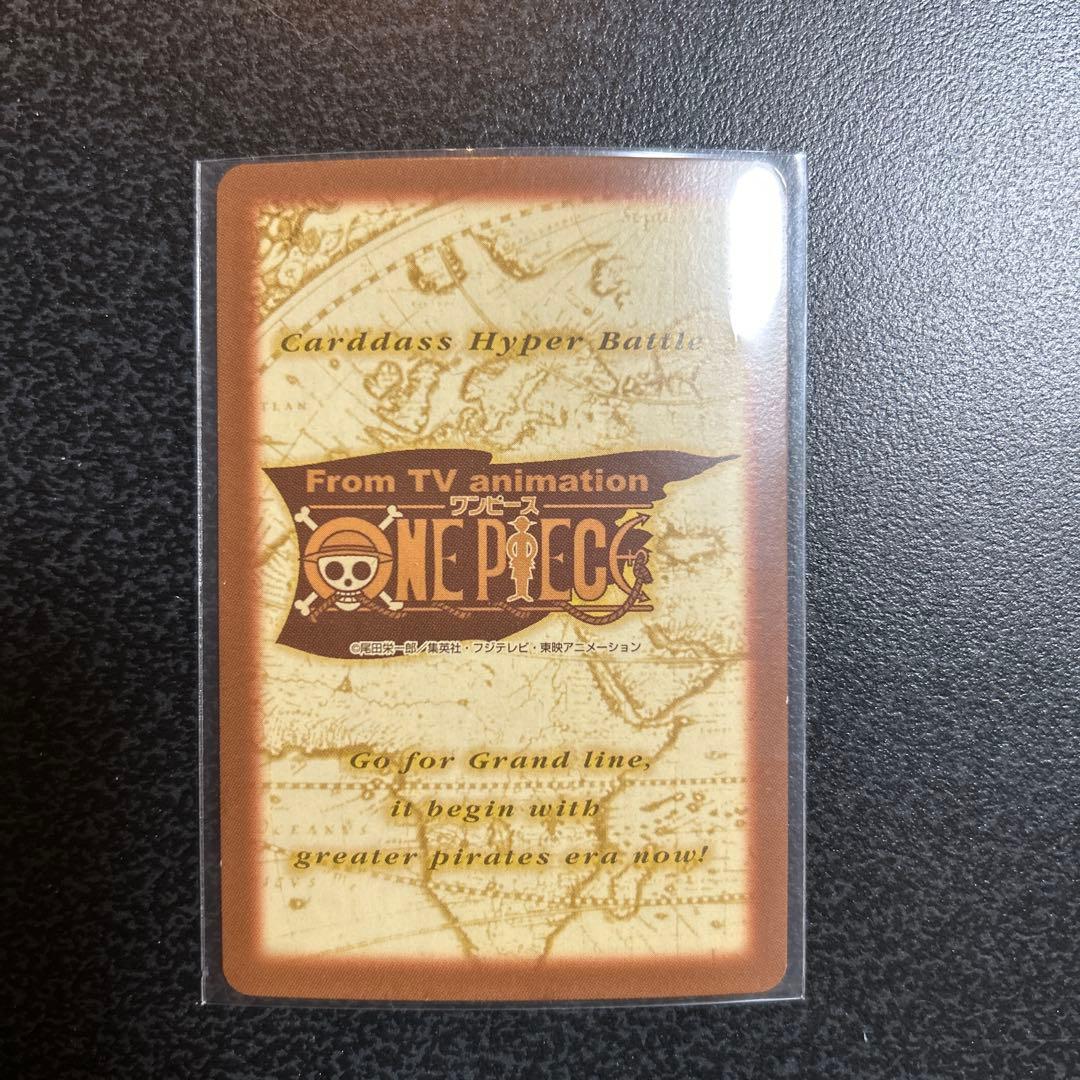 Carddass Hyper Battle
From TV animation
ワンピース
ONE PIECE
©尾田栄一郎／集英社・フジテレビ・東映アニメーション
Go for Grand line,
it begin with
greater pirates era now!